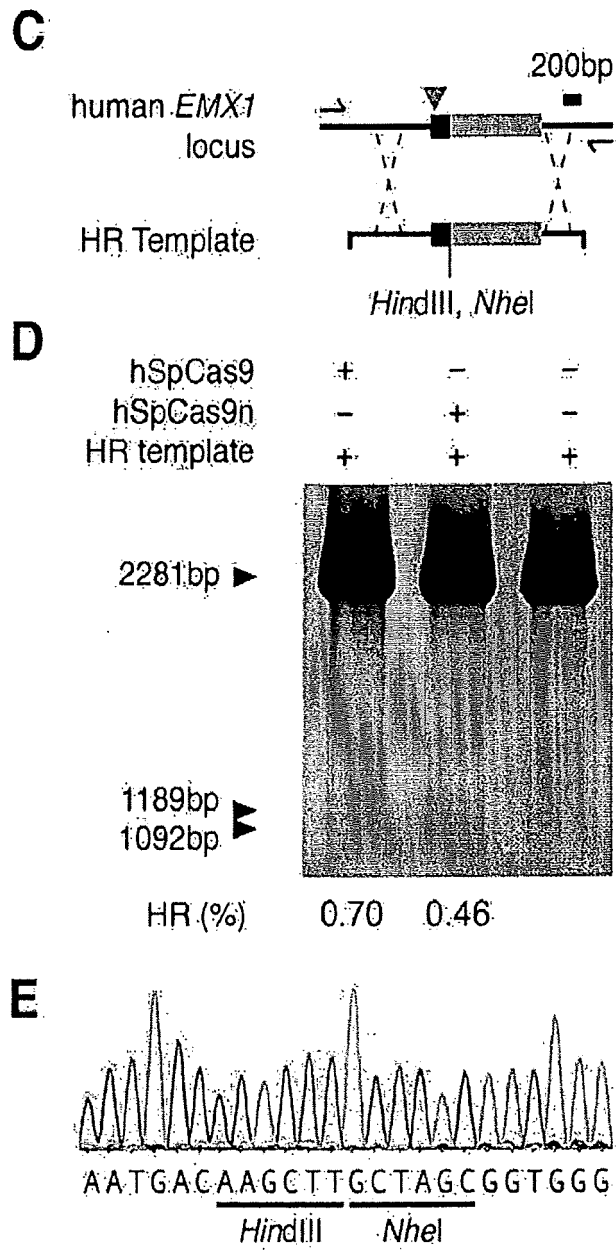 C
200bp
human EMX1
locus
HR Template
HindIII, NheI
D
hSpCas9 + - -
hSpCas9n - + -
HR template + + +
2281bp
1189bp
1092bp
HR (%) 0.70 0.46
E
AATGACAAGCTTGCTAGCGGTGGG
HindIII NheI